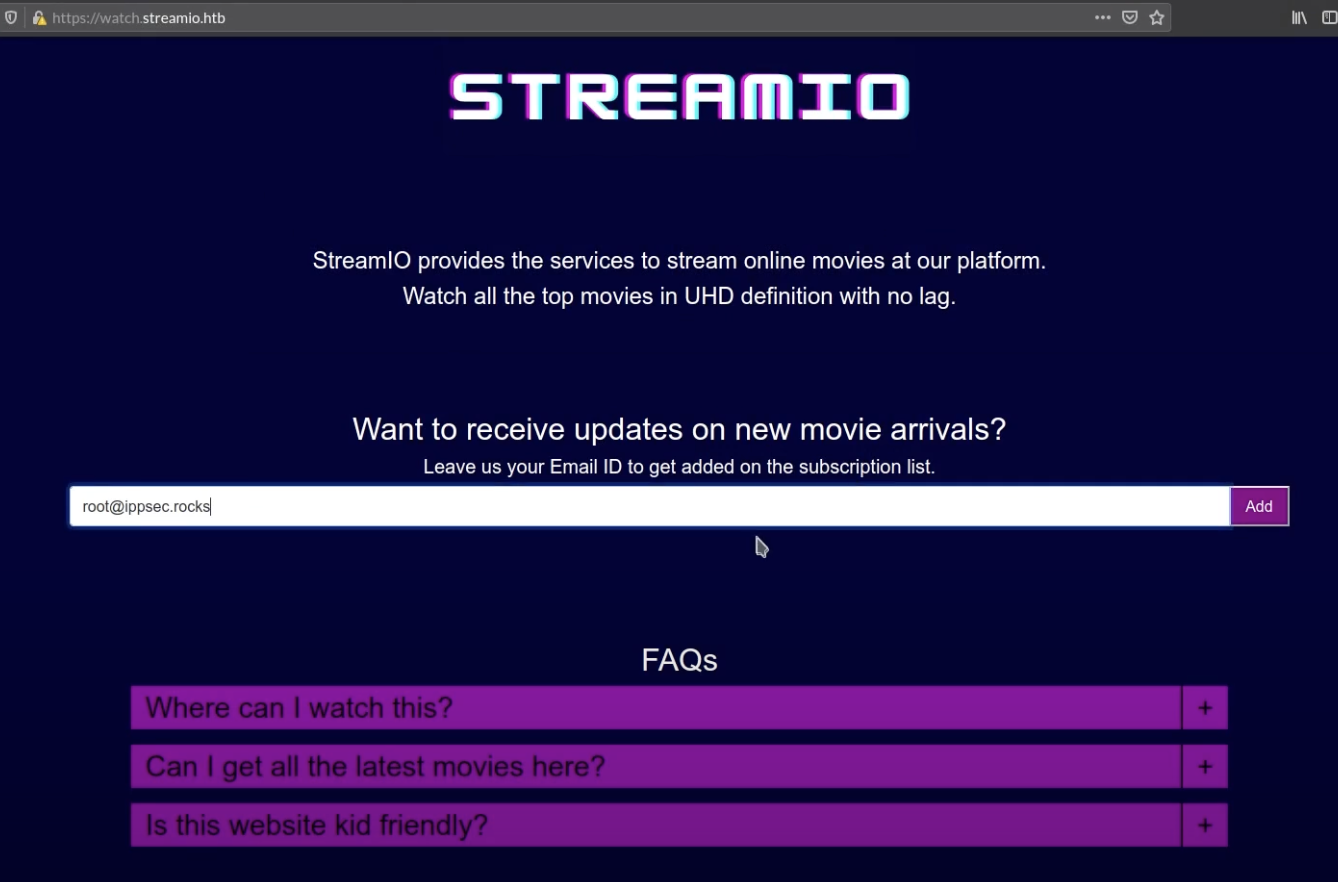 https://watch.streamio.htb
STREAMIO
StreamIO provides the services to stream online movies at our platform.
Watch all the top movies in UHD definition with no lag.
Want to receive updates on new movie arrivals?
Leave us your Email ID to get added on the subscription list.
root@ippsec.rocks
Add
FAQs
Where can I watch this? +
Can I get all the latest movies here? +
Is this website kid friendly? +